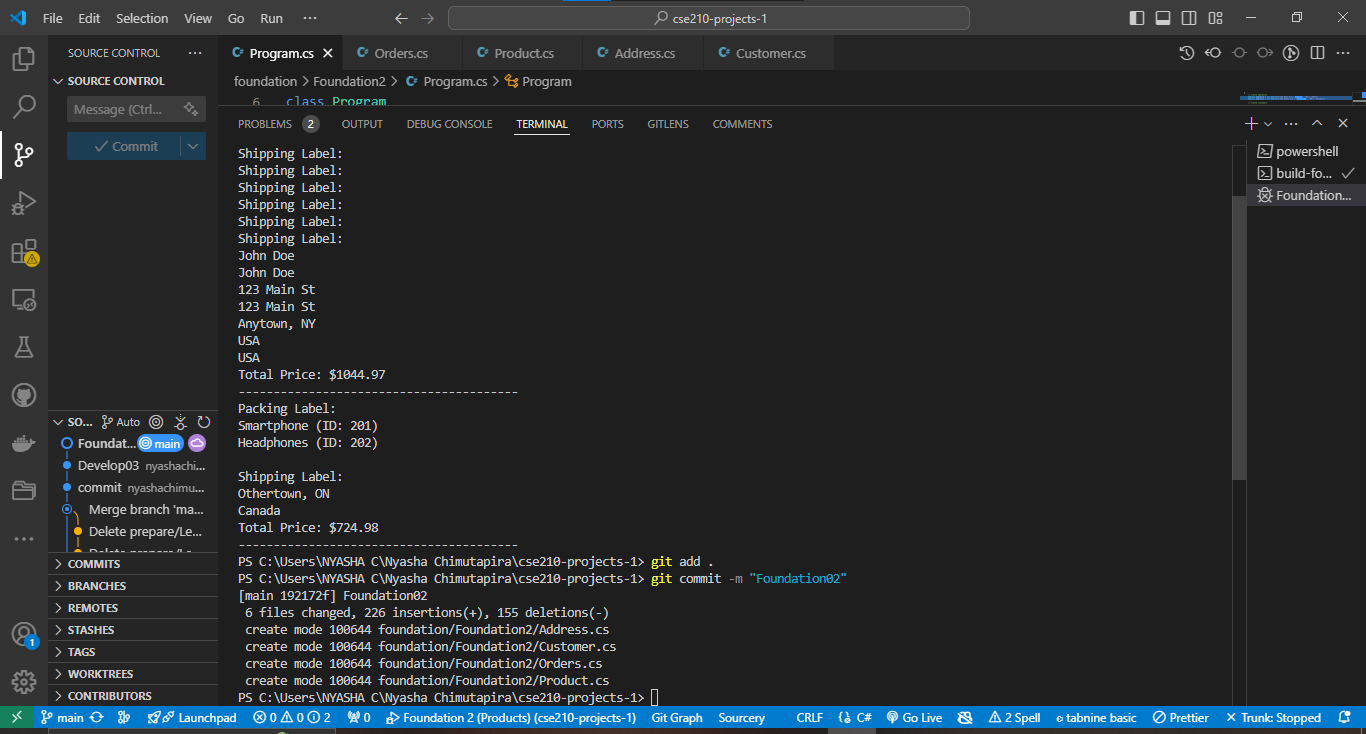 File Edit Selection View Go Run ··· cse210-projects-1
SOURCE CONTROL ···
Program.cs Orders.cs Product.cs Address.cs Customer.cs
SOURCE CONTROL
foundation > Foundation2 > Program.cs > Program
6 class Program
Message (Ctrl...
Commit
PROBLEMS 2 OUTPUT DEBUG CONSOLE TERMINAL PORTS GITLENS COMMENTS
powershell
build-fo...
Foundation...
Shipping Label:
Shipping Label:
Shipping Label:
Shipping Label:
Shipping Label:
Shipping Label:
John Doe
John Doe
123 Main St
123 Main St
Anytown, NY
USA
USA
Total Price: $1044.97
----------------------------------------
Packing Label:
Smartphone (ID: 201)
Headphones (ID: 202)
Shipping Label:
Othertown, ON
Canada
Total Price: $724.98
----------------------------------------
PS C:\Users\NYASHA C\Nyasha Chimutapira\cse210-projects-1> git add .
PS C:\Users\NYASHA C\Nyasha Chimutapira\cse210-projects-1> git commit -m "Foundation02"
[main 192172f] Foundation02
6 files changed, 226 insertions(+), 155 deletions(-)
create mode 100644 foundation/Foundation2/Address.cs
create mode 100644 foundation/Foundation2/Customer.cs
create mode 100644 foundation/Foundation2/Orders.cs
create mode 100644 foundation/Foundation2/Product.cs
PS C:\Users\NYASHA C\Nyasha Chimutapira\cse210-projects-1>
SO... Auto
Foundat... main
Develop03 nyashachi...
commit nyashachimu...
Merge branch 'ma...
Delete prepare/Le...
Delete prepare/Le...
COMMITS
BRANCHES
REMOTES
STASHES
TAGS
WORKTREES
CONTRIBUTORS
1
main Launchpad 0 0 2 0 Foundation 2 (Products) (cse210-projects-1) Git Graph Sourcery CRLF C# Go Live 2 Spell tabnine basic Prettier Trunk: Stopped